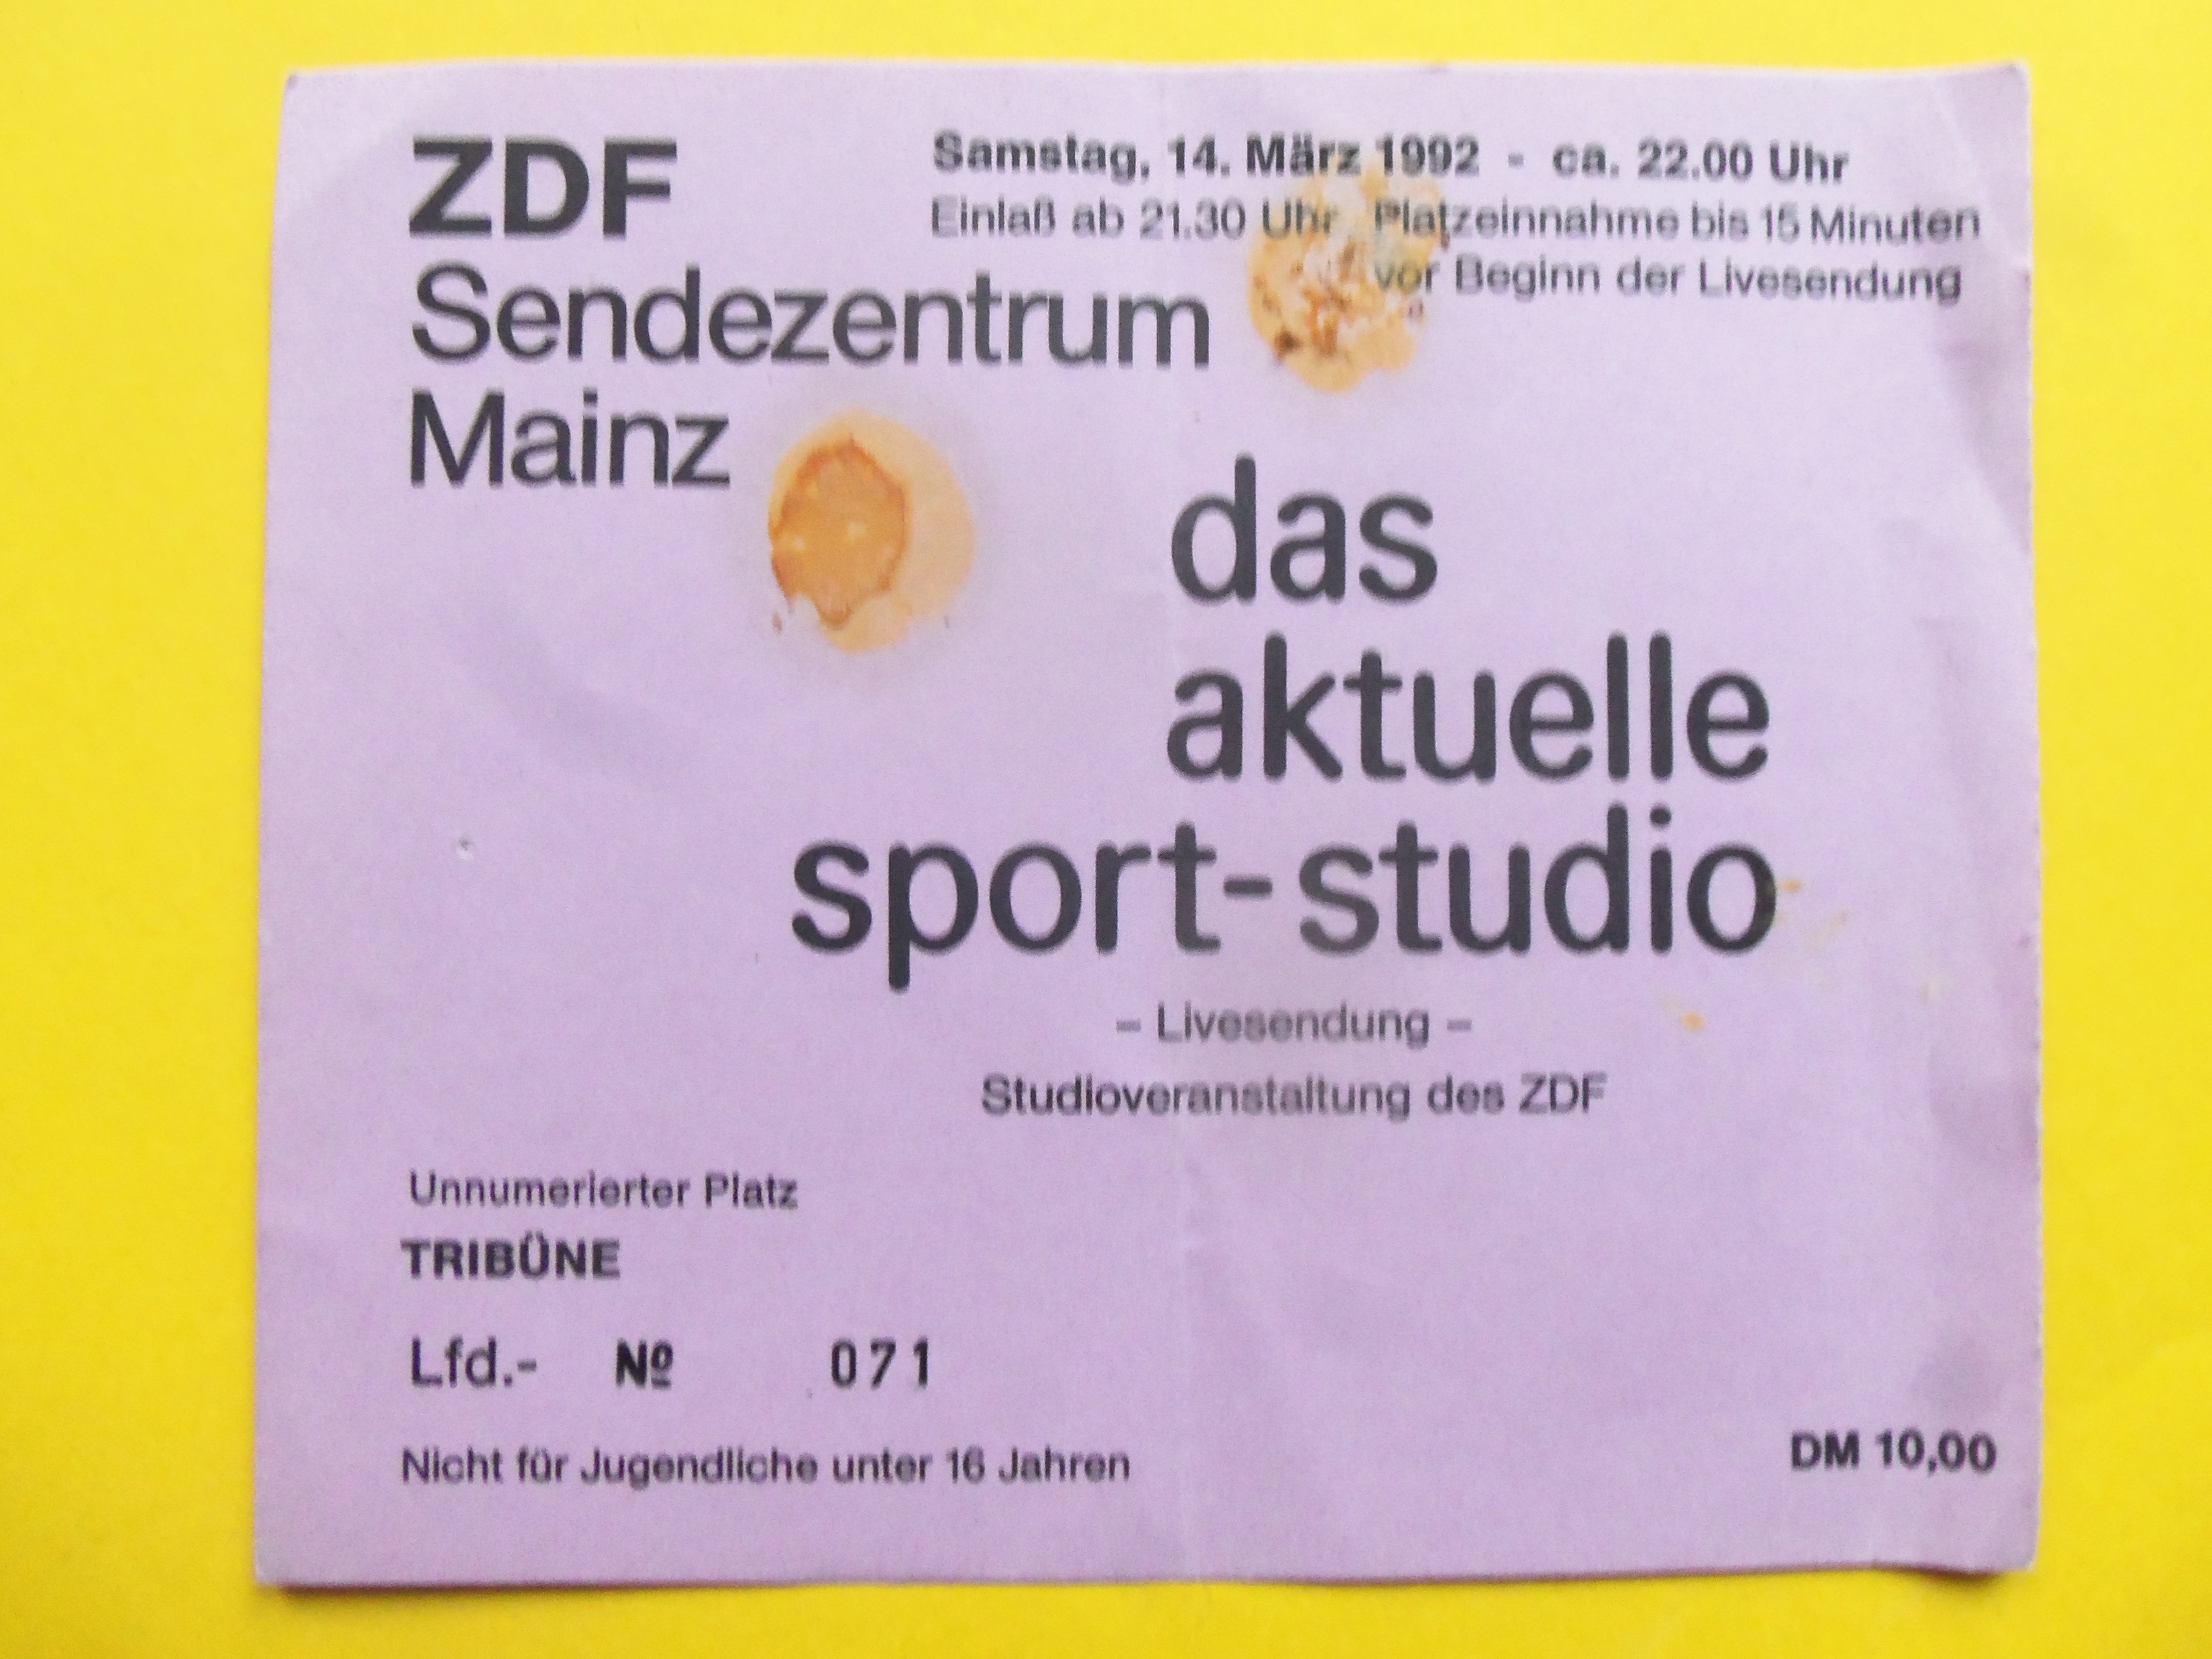 ZDF
Sendezentrum
Mainz
Samstag, 14. März 1992 - ca. 22.00 Uhr
Einlaß ab 21.30 Uhr Platzeinnahme bis 15 Minuten
vor Beginn der Livesendung
das
aktuelle
sport-studio
– Livesendung –
Studioveranstaltung des ZDF
Unnumerierter Platz
TRIBÜNE
Lfd.- № 071
Nicht für Jugendliche unter 16 Jahren
DM 10,00